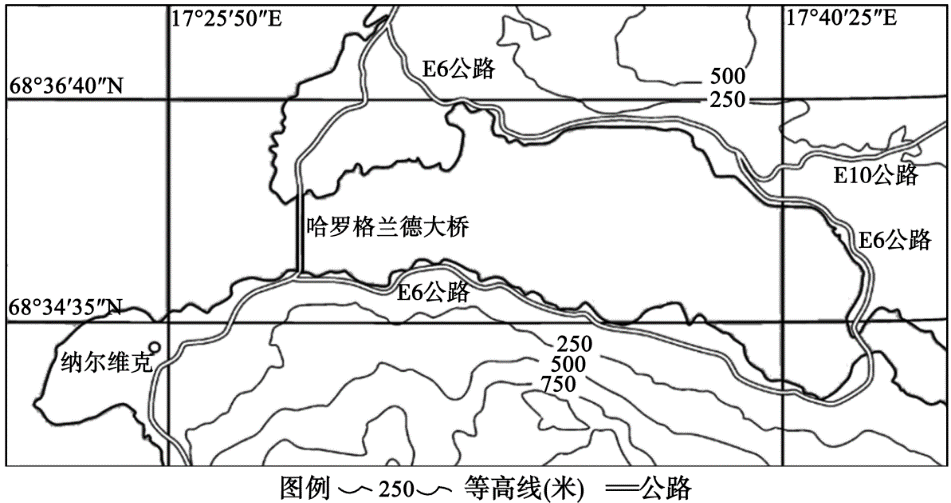 17°25′50″E
17°40′25″E
E6公路
500
68°36′40″N
250
E10公路
哈罗格兰德大桥
E6公路
E6公路
68°34′35″N
250
纳尔维克
500
750
图例 250 等高线(米) 公路